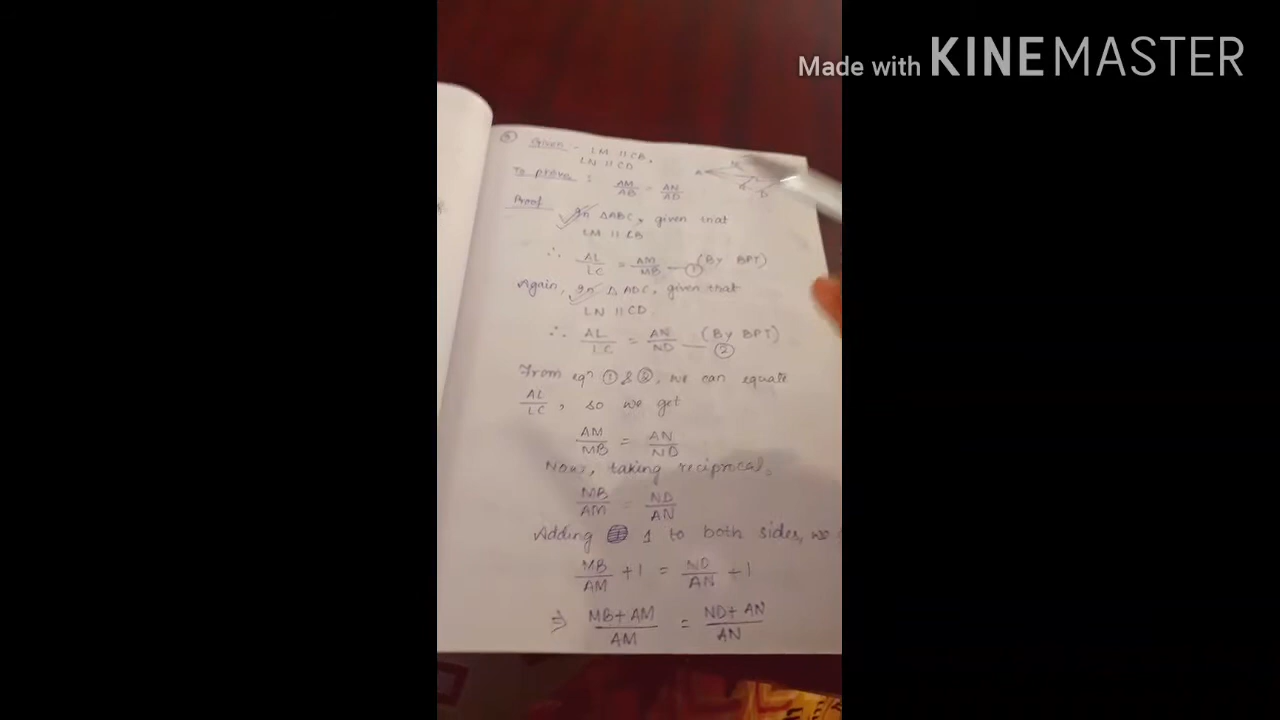 Made with KINEMASTER
③ Given :- LM || CB,
LN || CD
To prove : AM/AB = AN/AD
Proof In △ABC, given that
LM || CB
∴ AL/LC = AM/MB — ① (By BPT)
Again, In △ ADC, given that
LN || CD
∴ AL/LC = AN/ND — ② (By BPT)
From eqn ① & ②, we can equate
AL/LC, so we get
AM/MB = AN/ND
Now, taking reciprocal,
MB/AM = ND/AN
Adding 1 to both sides, we
MB/AM + 1 = ND/AN + 1
⇒ MB + AM/AM = ND + AN/AN
A
N
D